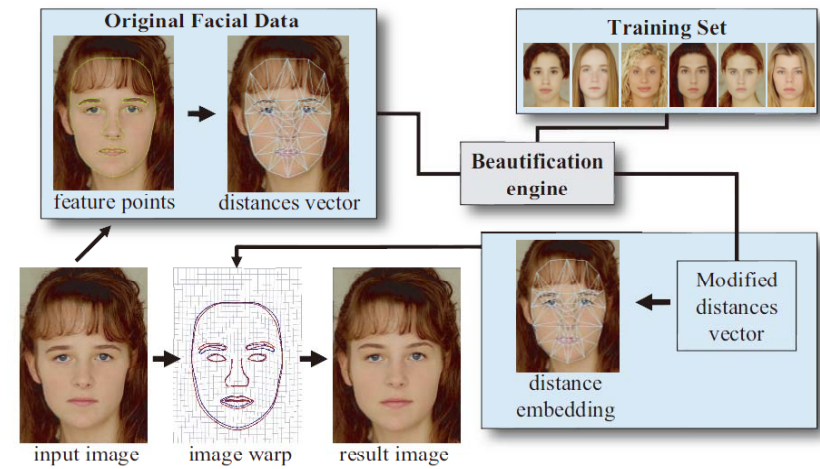 Original Facial Data
feature points
distances vector
Training Set
Beautification
engine
Modified
distances
vector
distance
embedding
input image
image warp
result image